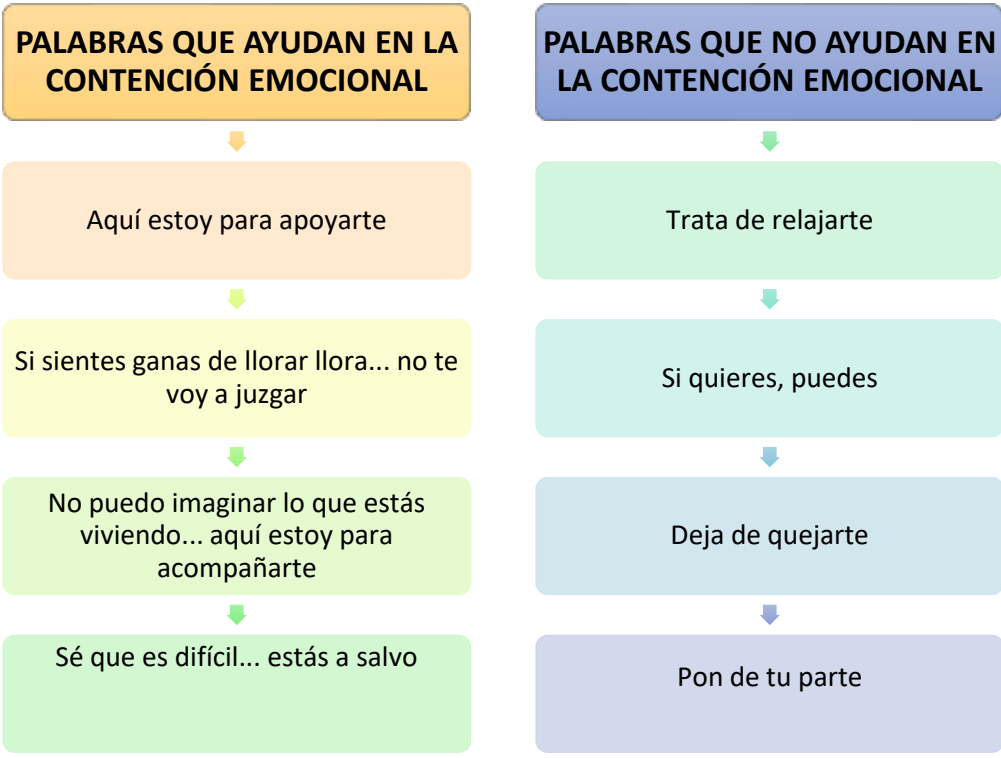 PALABRAS QUE AYUDAN EN LA
CONTENCIÓN EMOCIONAL
Aquí estoy para apoyarte
Si sientes ganas de llorar llora... no te
voy a juzgar
No puedo imaginar lo que estás
viviendo... aquí estoy para
acompañarte
Sé que es difícil... estás a salvo
PALABRAS QUE NO AYUDAN EN
LA CONTENCIÓN EMOCIONAL
Trata de relajarte
Si quieres, puedes
Deja de quejarte
Pon de tu parte